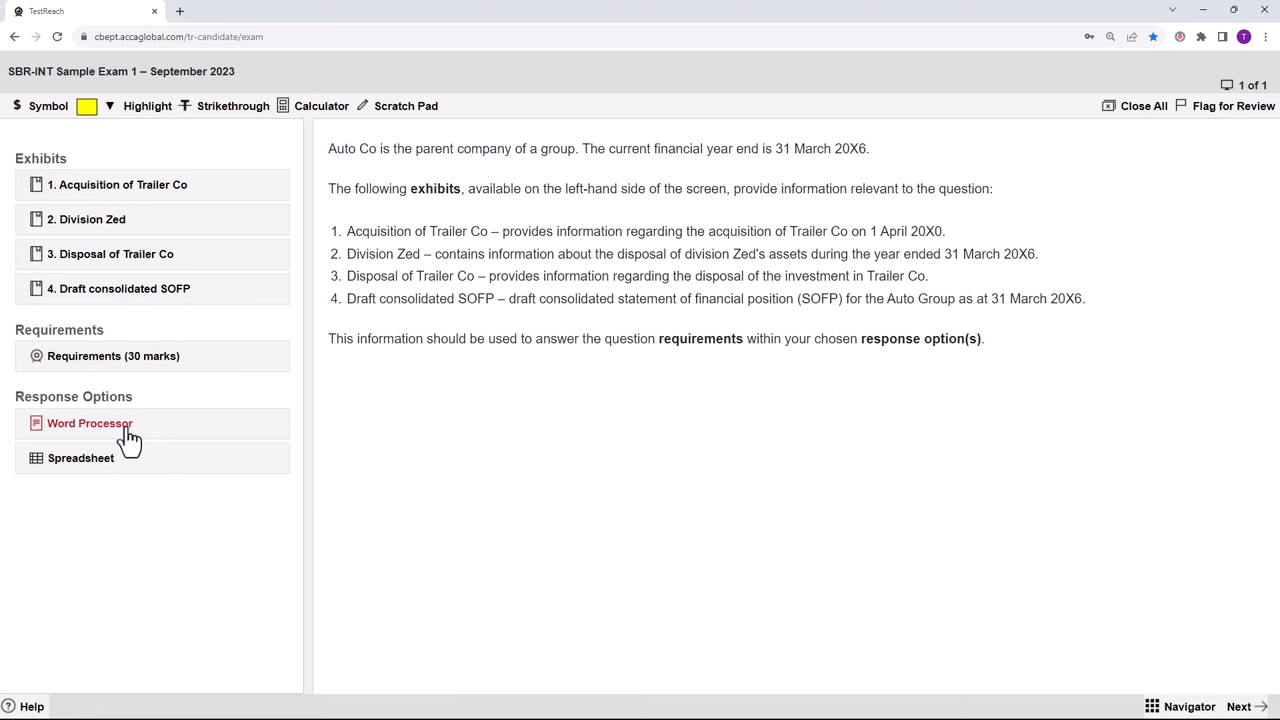 TestReach
cbept.accaglobal.com/tr-candidate/exam
SBR-INT Sample Exam 1 – September 2023
1 of 1
$ Symbol Highlight Strikethrough Calculator Scratch Pad Close All Flag for Review
Exhibits
1. Acquisition of Trailer Co
2. Division Zed
3. Disposal of Trailer Co
4. Draft consolidated SOFP
Requirements
Requirements (30 marks)
Response Options
Word Processor
Spreadsheet
Auto Co is the parent company of a group. The current financial year end is 31 March 20X6.
The following exhibits, available on the left-hand side of the screen, provide information relevant to the question:
1. Acquisition of Trailer Co – provides information regarding the acquisition of Trailer Co on 1 April 20X0.
2. Division Zed – contains information about the disposal of division Zed's assets during the year ended 31 March 20X6.
3. Disposal of Trailer Co – provides information regarding the disposal of the investment in Trailer Co.
4. Draft consolidated SOFP – draft consolidated statement of financial position (SOFP) for the Auto Group as at 31 March 20X6.
This information should be used to answer the question requirements within your chosen response option(s).
? Help
Navigator Next
T